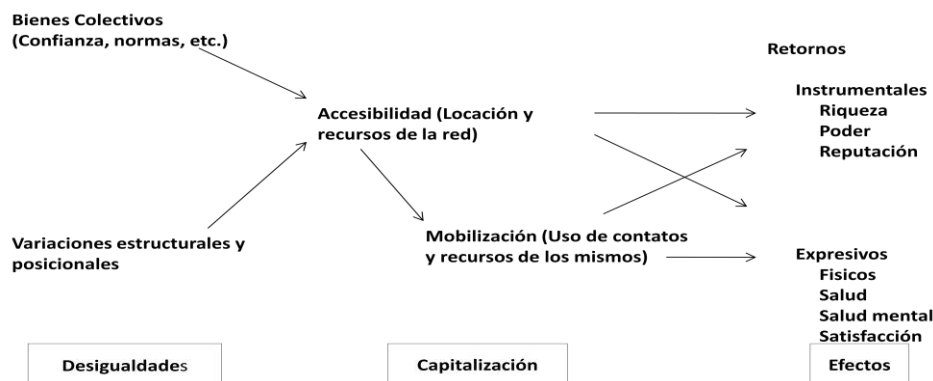 Bienes Colectivos
(Confianza, normas, etc.)
Retornos
Instrumentales
Riqueza
Poder
Reputación
Accesibilidad (Locación y
recursos de la red)
Variaciones estructurales y
posicionales
Mobilización (Uso de contatos
y recursos de los mismos)
Expresivos
Fisicos
Salud
Salud mental
Satisfacción
Desigualdades
Capitalización
Efectos